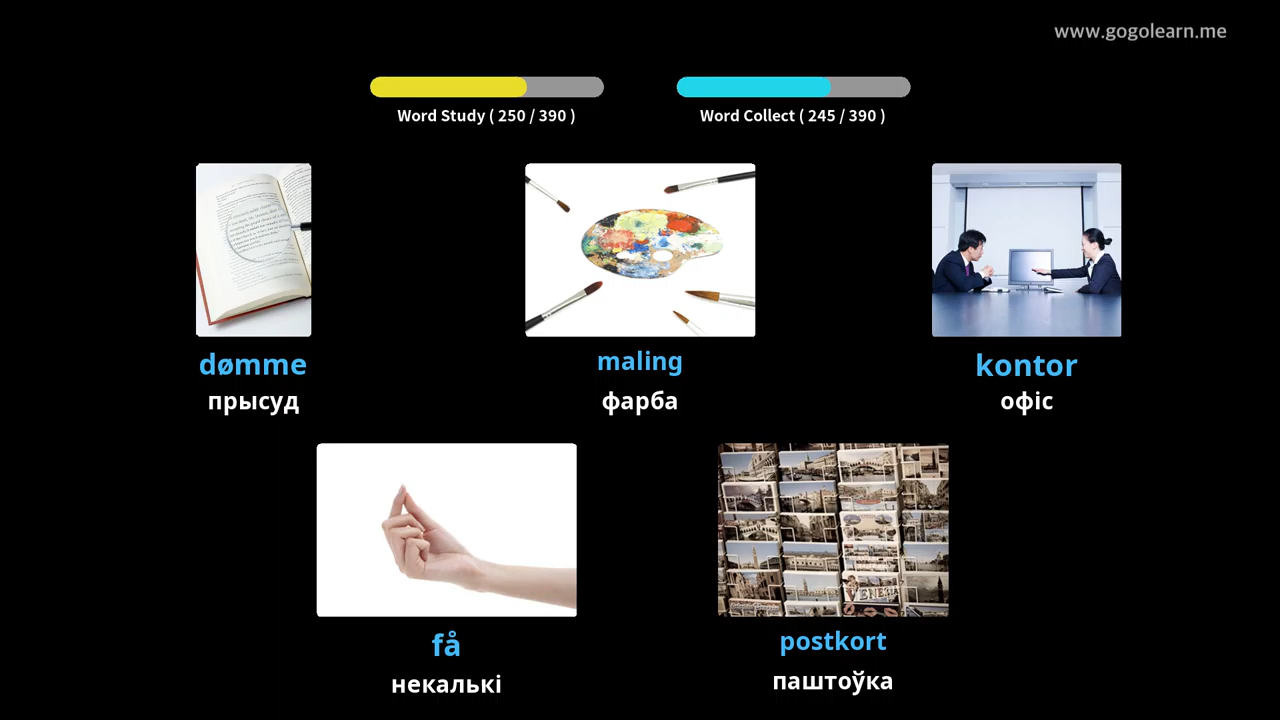 www.gogolearn.me
Word Study ( 250 / 390 )
Word Collect ( 245 / 390 )
dømme
прысуд
maling
фарба
kontor
офіс
få
некалькі
postkort
паштоўка